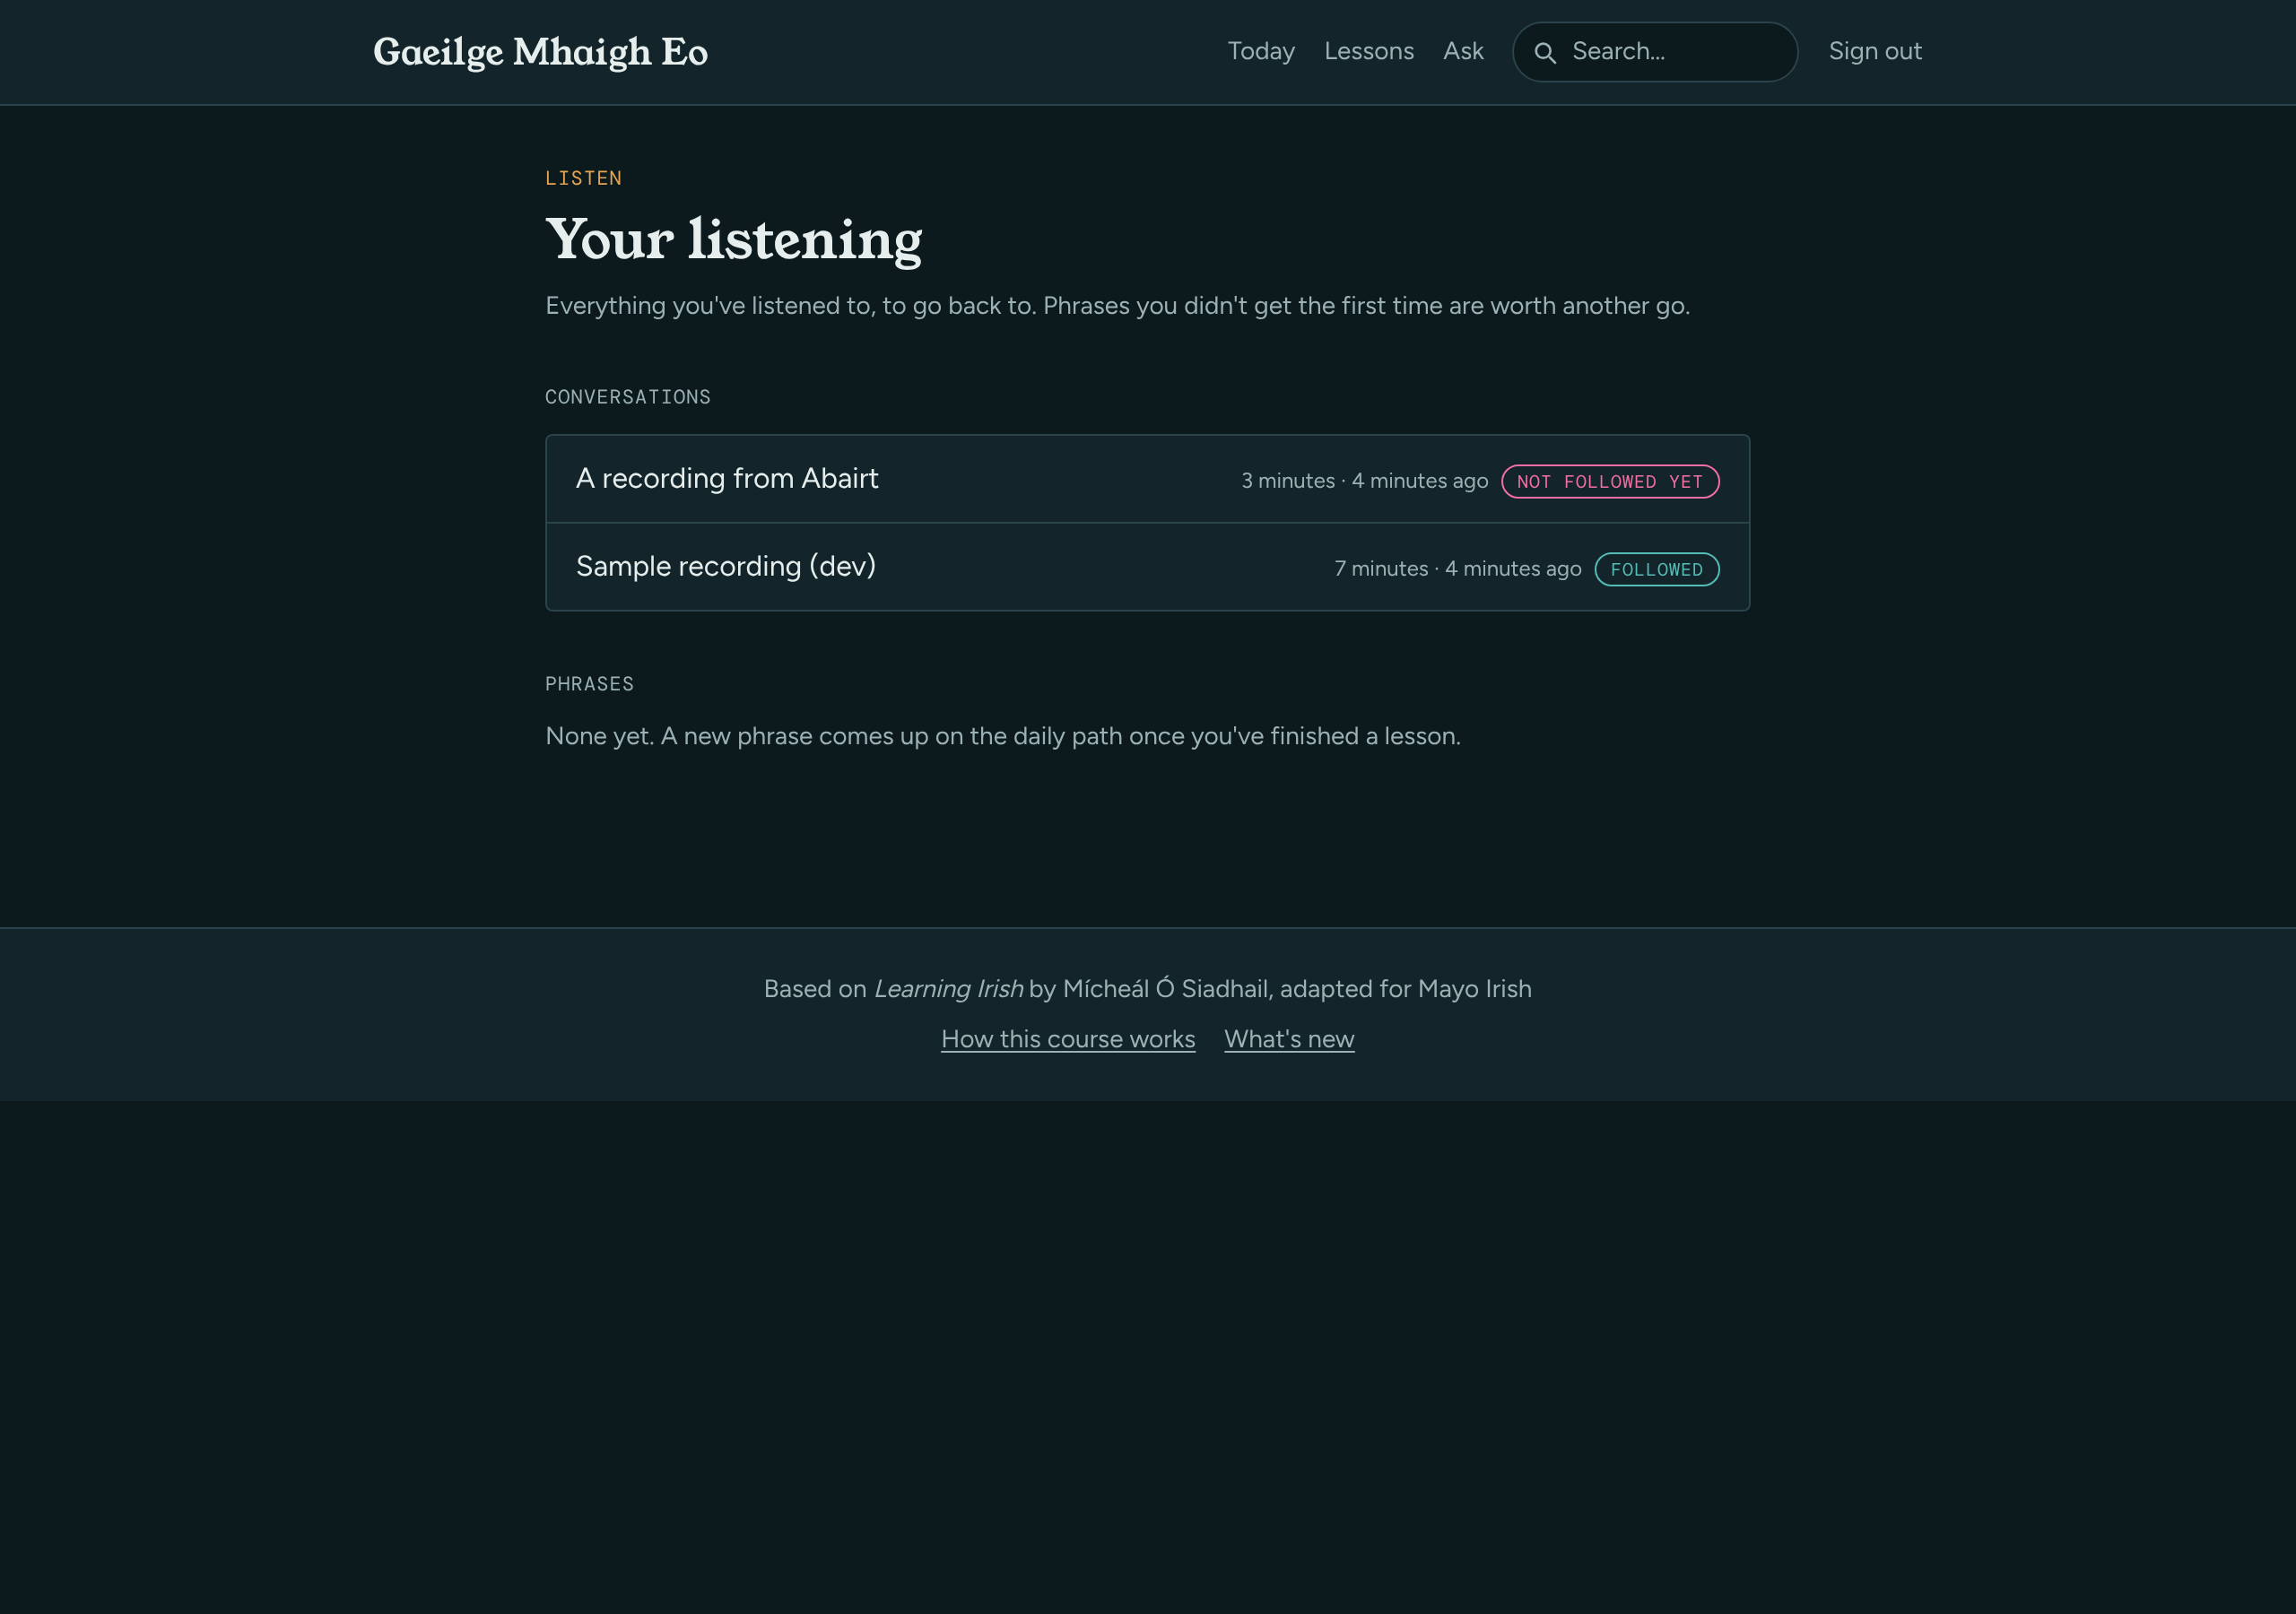 Gaeilge Mhaigh Eo
Today Lessons Ask Search... Sign out
LISTEN
Your listening
Everything you've listened to, to go back to. Phrases you didn't get the first time are worth another go.
CONVERSATIONS
A recording from Abairt 3 minutes · 4 minutes ago NOT FOLLOWED YET
Sample recording (dev) 7 minutes · 4 minutes ago FOLLOWED
PHRASES
None yet. A new phrase comes up on the daily path once you've finished a lesson.
Based on Learning Irish by Mícheál Ó Siadhail, adapted for Mayo Irish
How this course works What's new